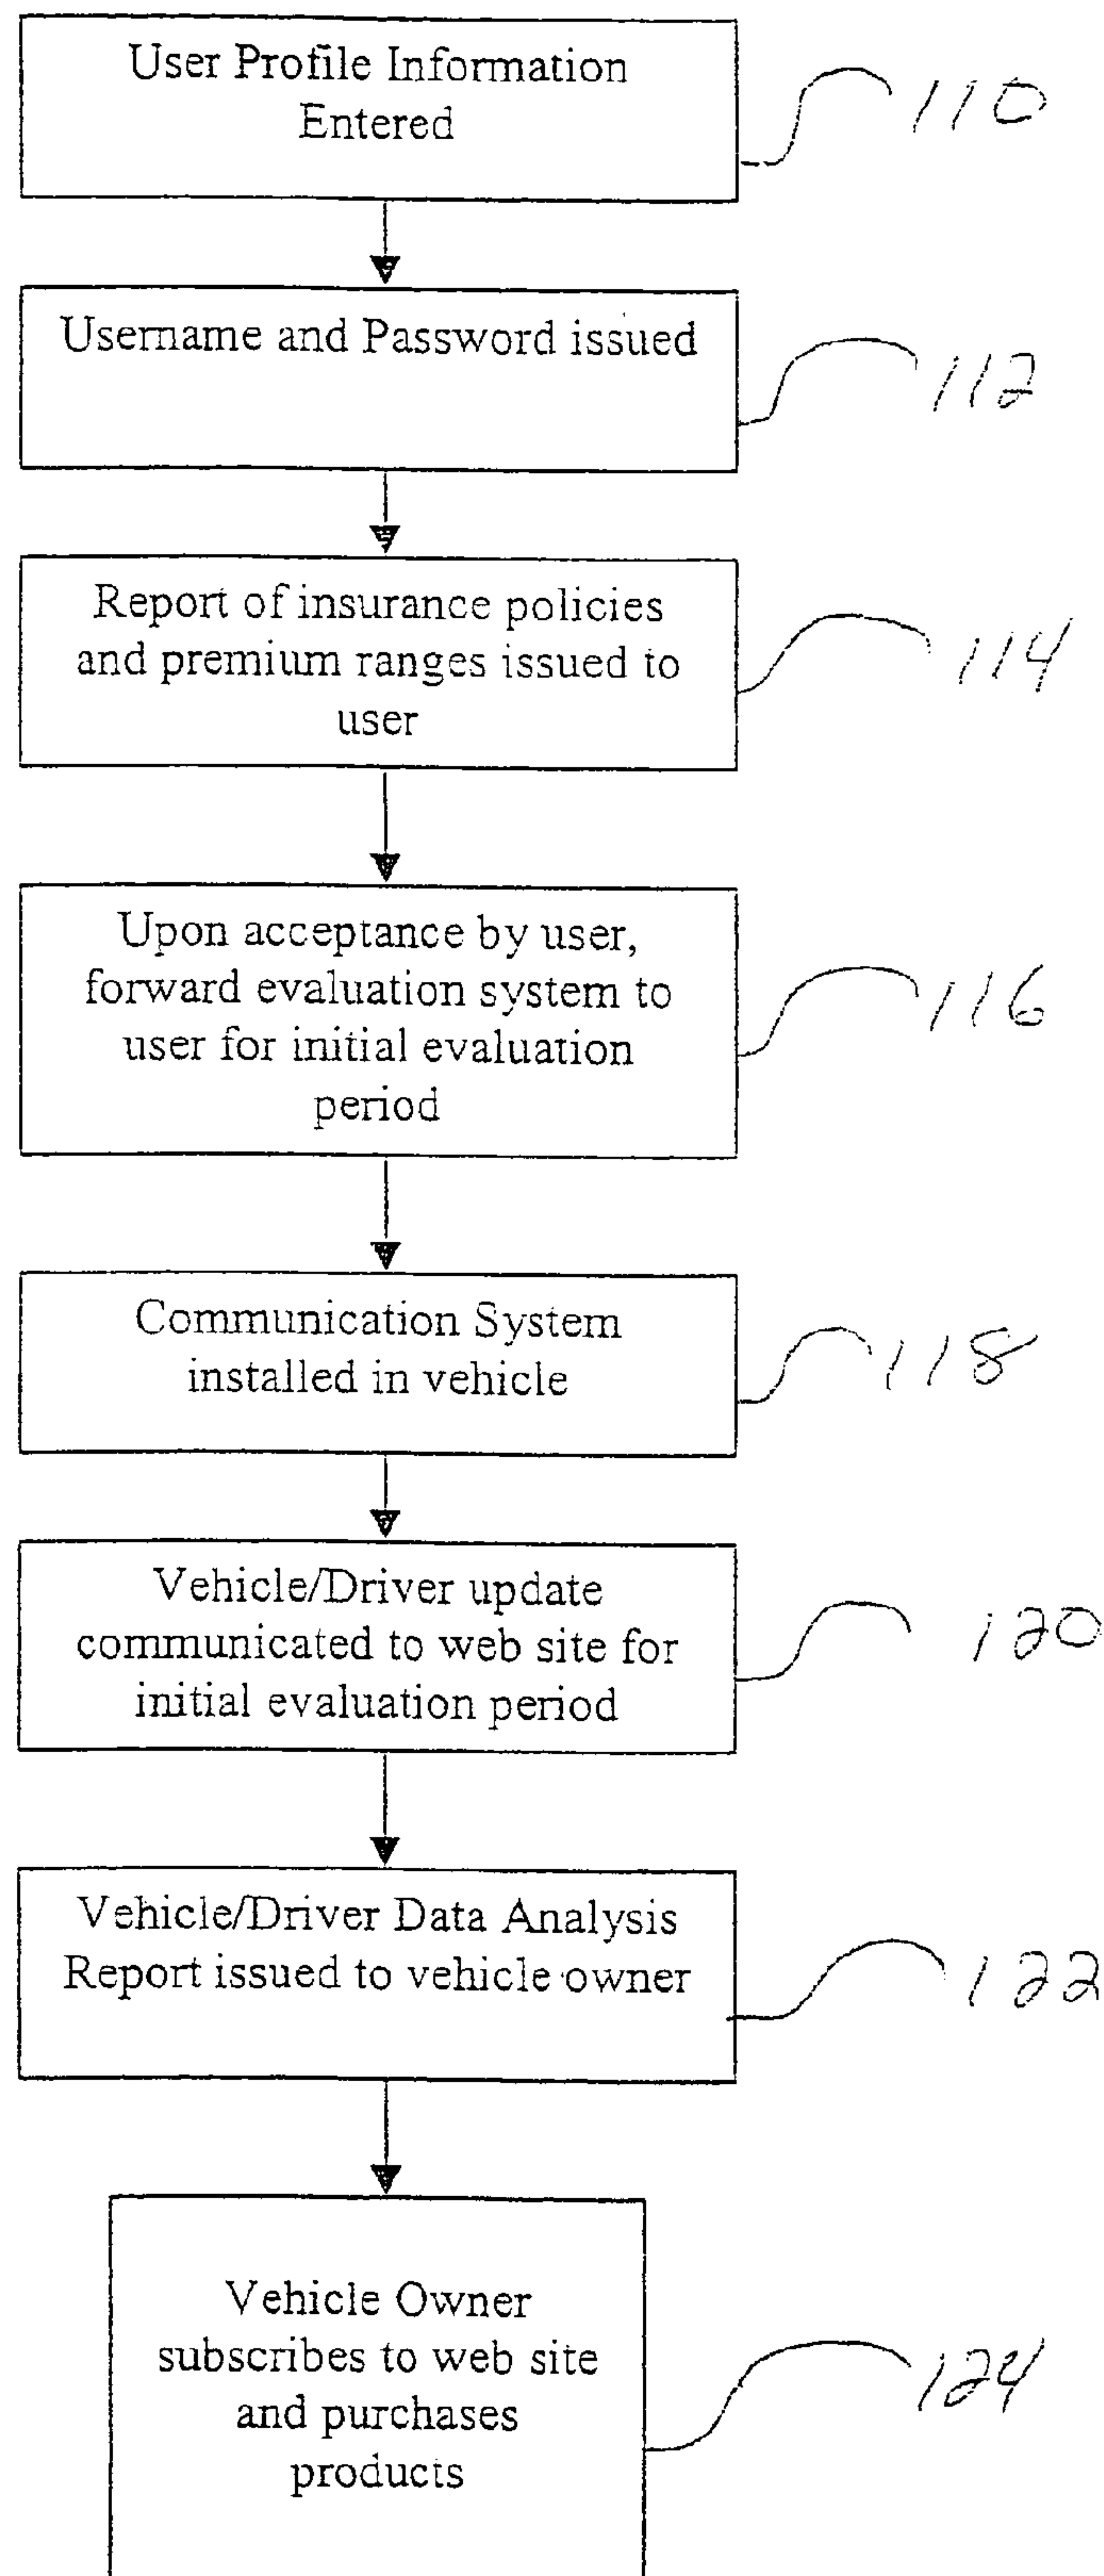 User Profile Information
Entered
110
Username and Password issued
112
Report of insurance policies
and premium ranges issued to
user
114
Upon acceptance by user,
forward evaluation system to
user for initial evaluation
period
116
Communication System
installed in vehicle
118
Vehicle/Driver update
communicated to web site for
initial evaluation period
120
Vehicle/Driver Data Analysis
Report issued to vehicle owner
122
Vehicle Owner
subscribes to web site
and purchases
products
124